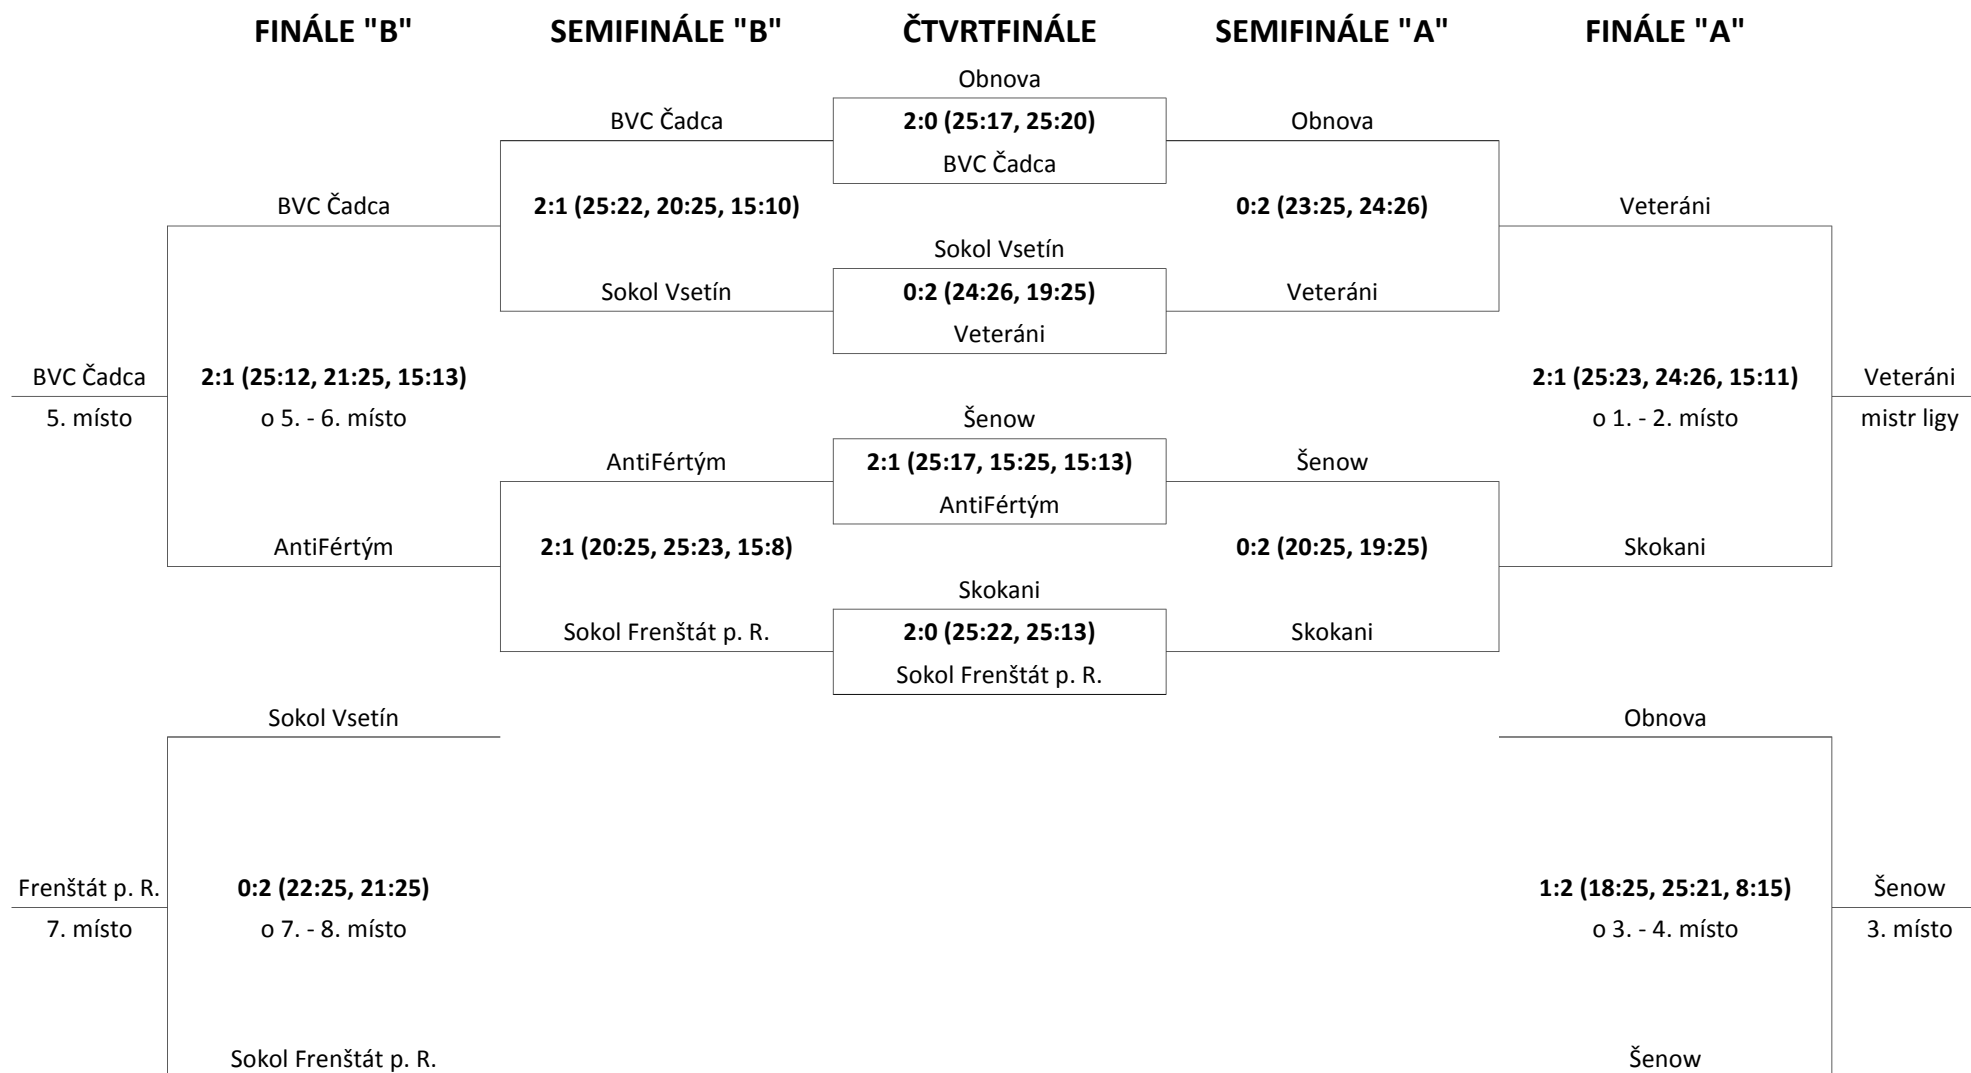 FINÁLE "B" SEMIFINÁLE "B" ČTVRTFINÁLE SEMIFINÁLE "A" FINÁLE "A"
Obnova
BVC Čadca 2:0 (25:17, 25:20) Obnova
BVC Čadca
BVC Čadca 2:1 (25:22, 20:25, 15:10) 0:2 (23:25, 24:26) Veteráni
Sokol Vsetín
Sokol Vsetín 0:2 (24:26, 19:25) Veteráni
Veteráni
BVC Čadca 2:1 (25:12, 21:25, 15:13) 2:1 (25:23, 24:26, 15:11) Veteráni
5. místo o 5. - 6. místo Šenow o 1. - 2. místo mistr ligy
AntiFértým 2:1 (25:17, 15:25, 15:13) Šenow
AntiFértým
AntiFértým 2:1 (20:25, 25:23, 15:8) 0:2 (20:25, 19:25) Skokani
Skokani
Sokol Frenštát p. R. 2:0 (25:22, 25:13) Skokani
Sokol Frenštát p. R.
Sokol Vsetín Obnova
Frenštát p. R. 0:2 (22:25, 21:25) 1:2 (18:25, 25:21, 8:15) Šenow
7. místo o 7. - 8. místo o 3. - 4. místo 3. místo
Sokol Frenštát p. R. Šenow